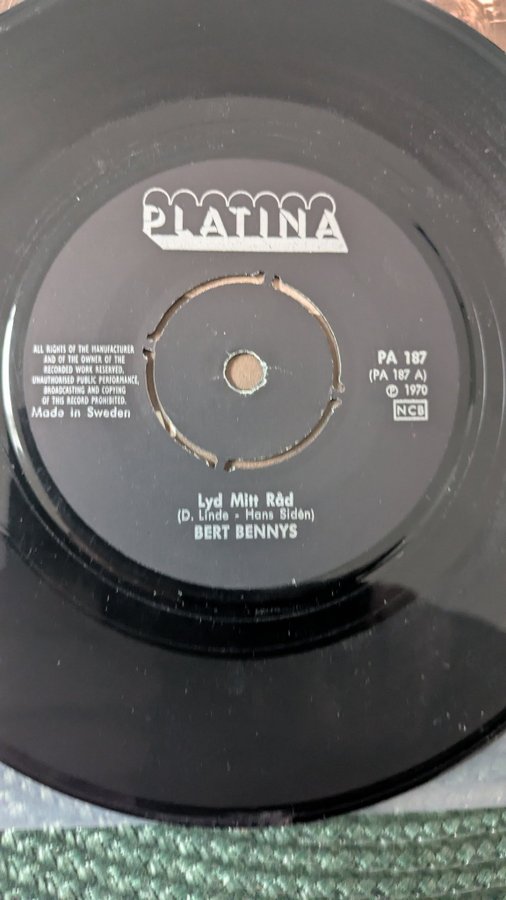 PLATINA
ALL RIGHTS OF THE MANUFACTURER
AND OF THE OWNER OF THE
RECORDED WORK RESERVED.
UNAUTHORISED PUBLIC PERFORMANCE,
BROADCASTING AND COPYING
OF THIS RECORD PROHIBITED.
Made in Sweden
PA 187
(PA 187 A)
Ⓟ 1970
NCB
Lyd Mitt Råd
(D. Linde - Hans Sidén)
BERT BENNYS